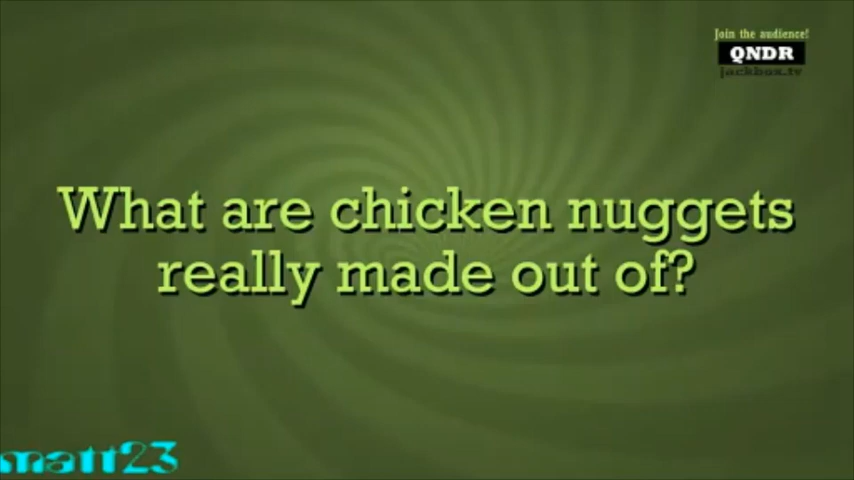 Join the audience!
QNDR
jackbox.tv
What are chicken nuggets
really made out of?
matt23